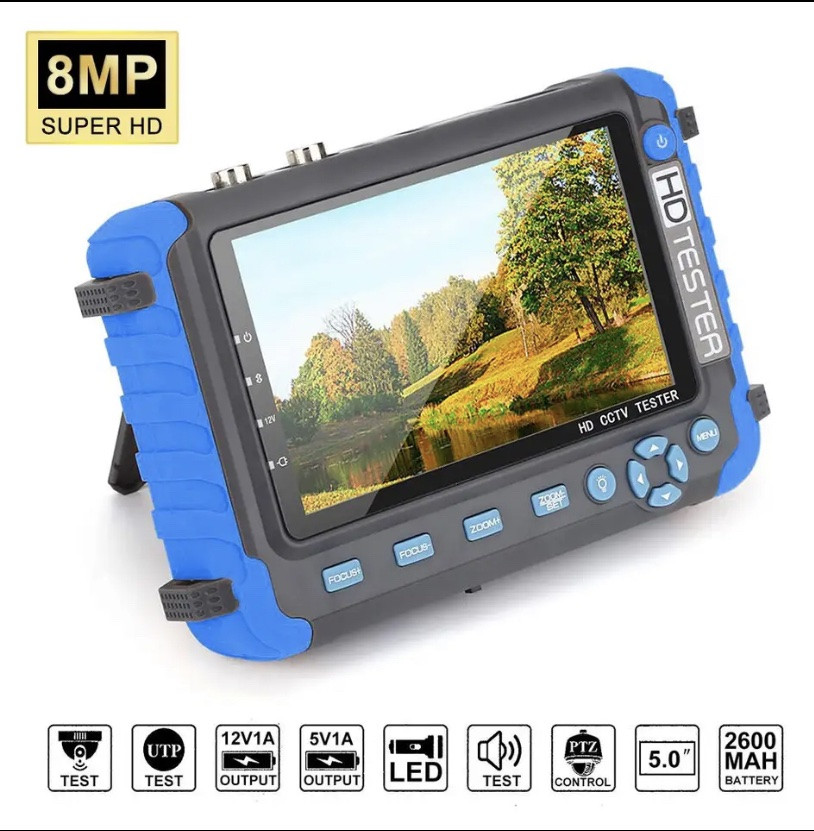 8MP
SUPER HD
HD TESTER
12V
HD CCTV TESTER
MENU
ZOOM-
SET
ZOOM+
FOCUS-
FOCUS+
TEST
UTP
TEST
12V1A
OUTPUT
5V1A
OUTPUT
LED
TEST
PTZ
CONTROL
5.0"
2600
MAH
BATTERY